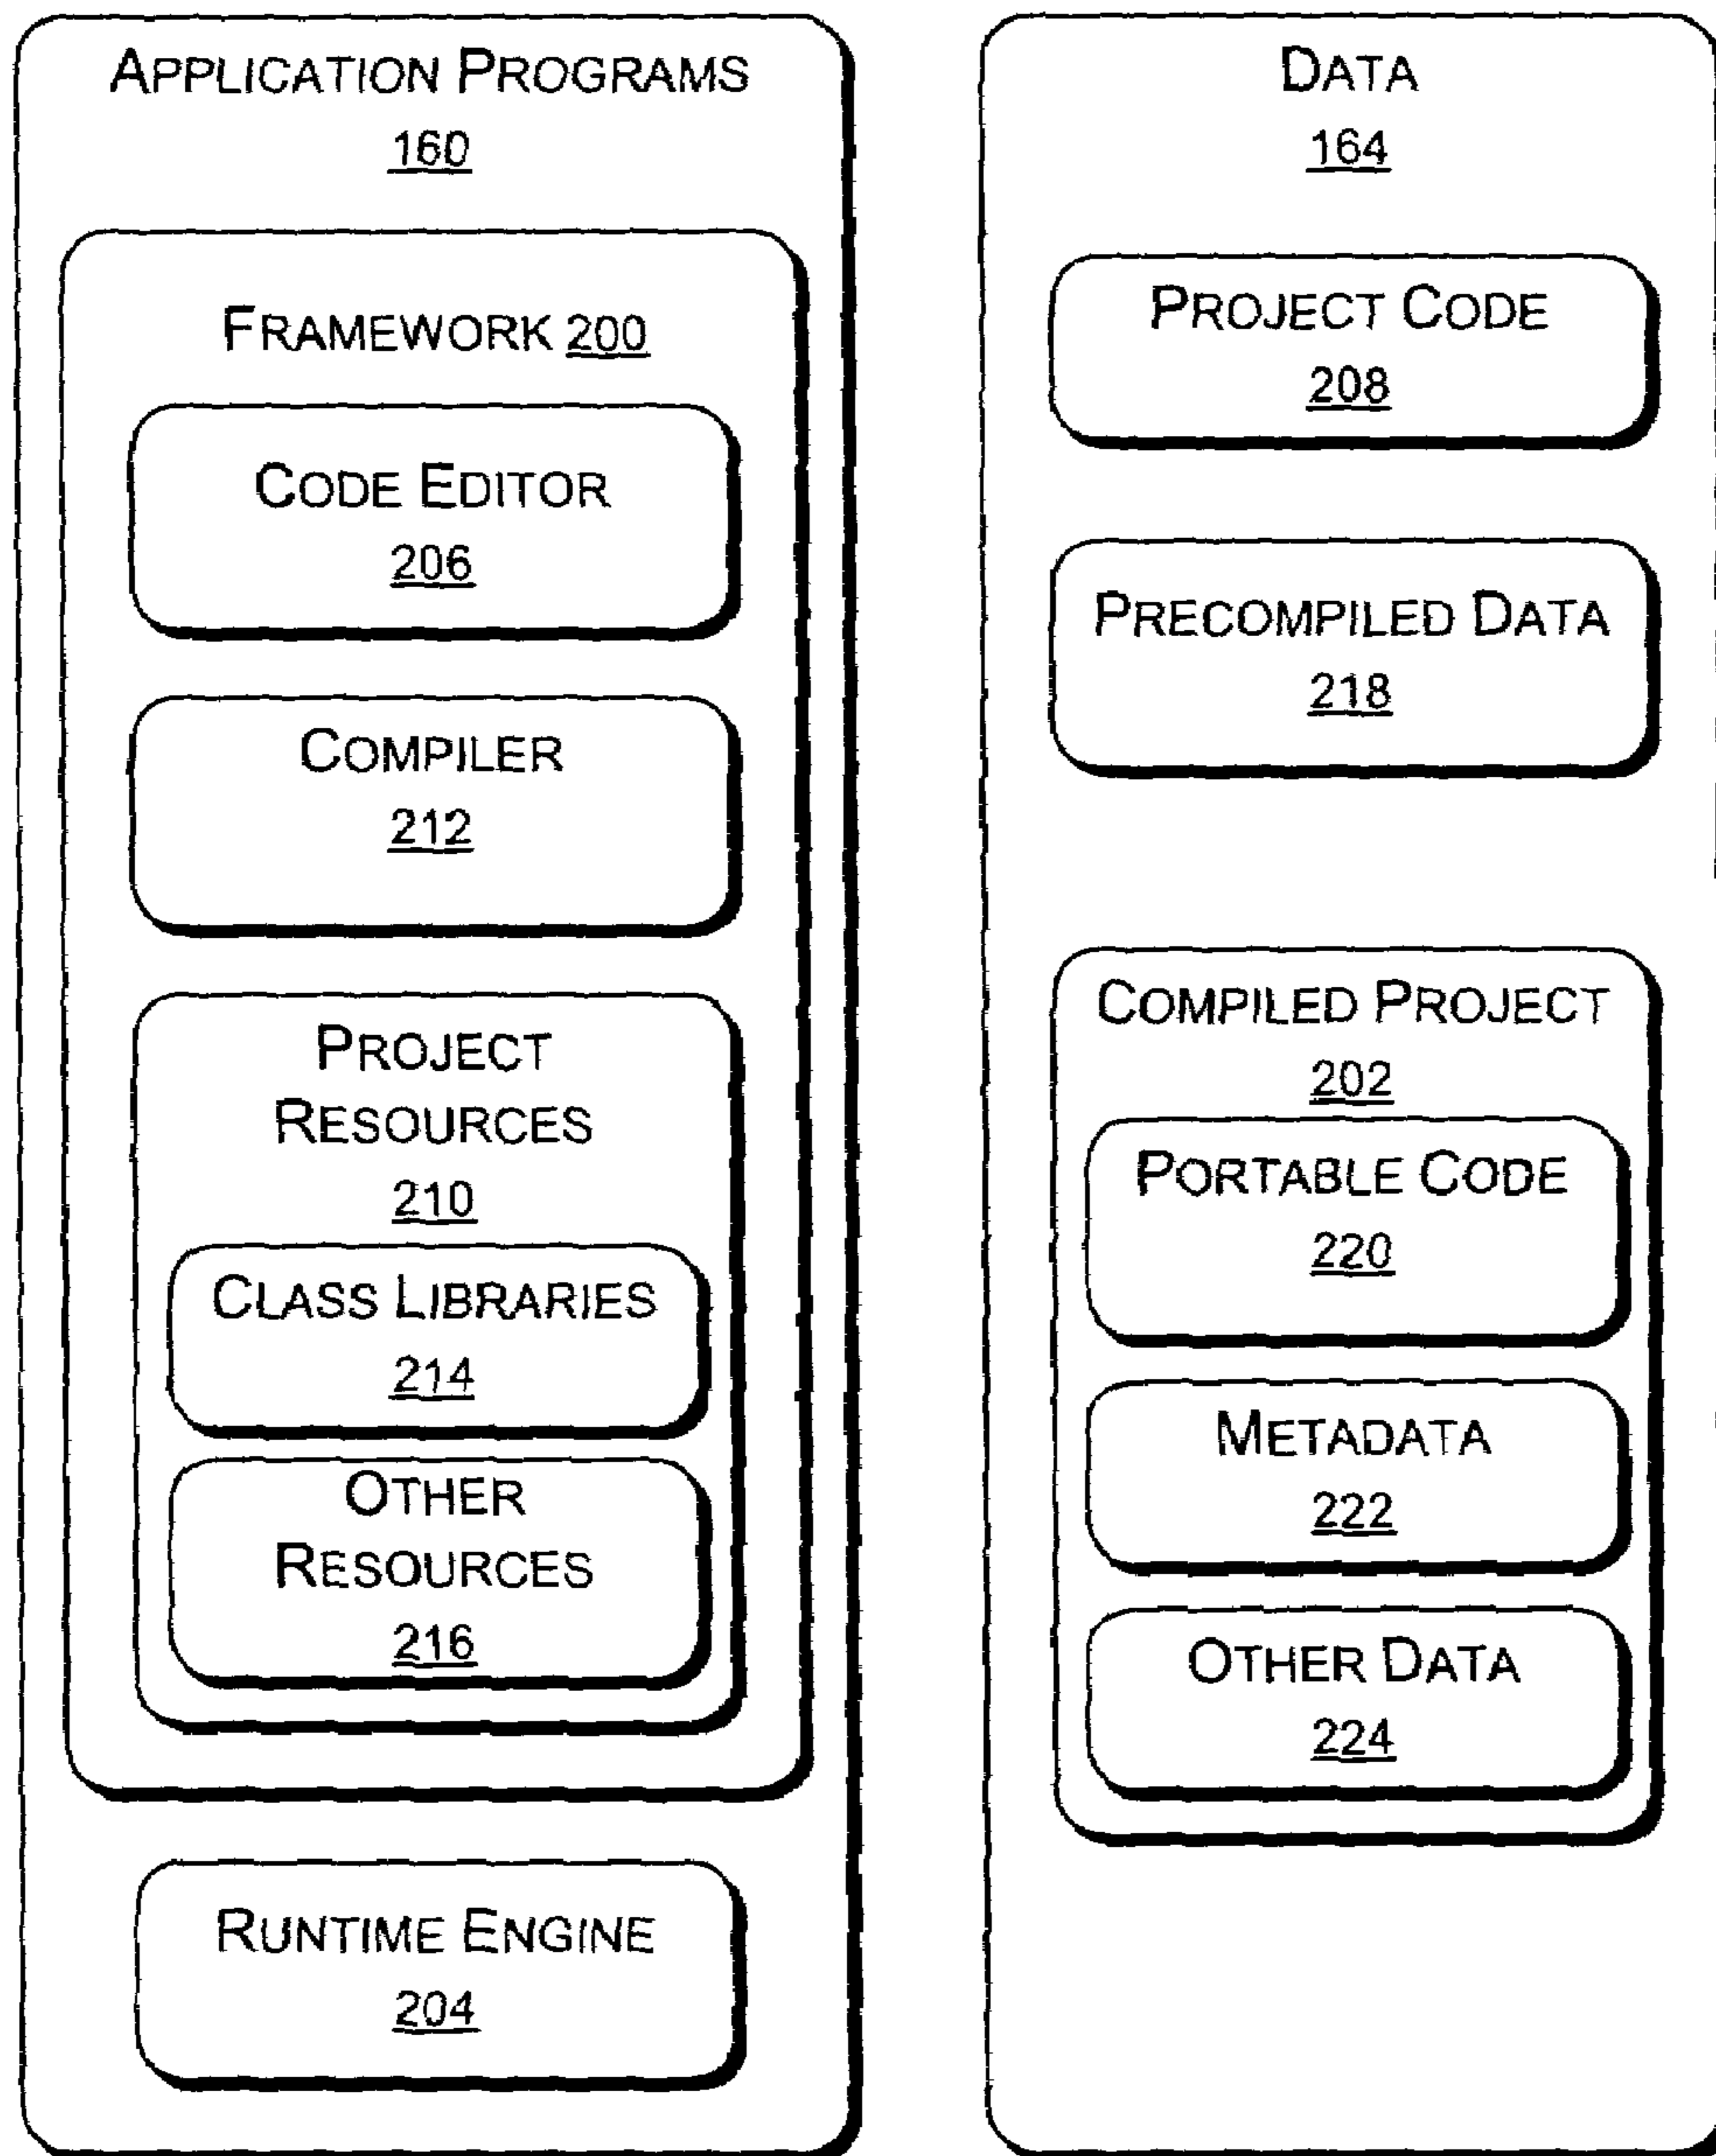 APPLICATION PROGRAMS
160
FRAMEWORK 200
CODE EDITOR
206
COMPILER
212
PROJECT
RESOURCES
210
CLASS LIBRARIES
214
OTHER
RESOURCES
216
RUNTIME ENGINE
204
DATA
164
PROJECT CODE
208
PRECOMPILED DATA
218
COMPILED PROJECT
202
PORTABLE CODE
220
METADATA
222
OTHER DATA
224